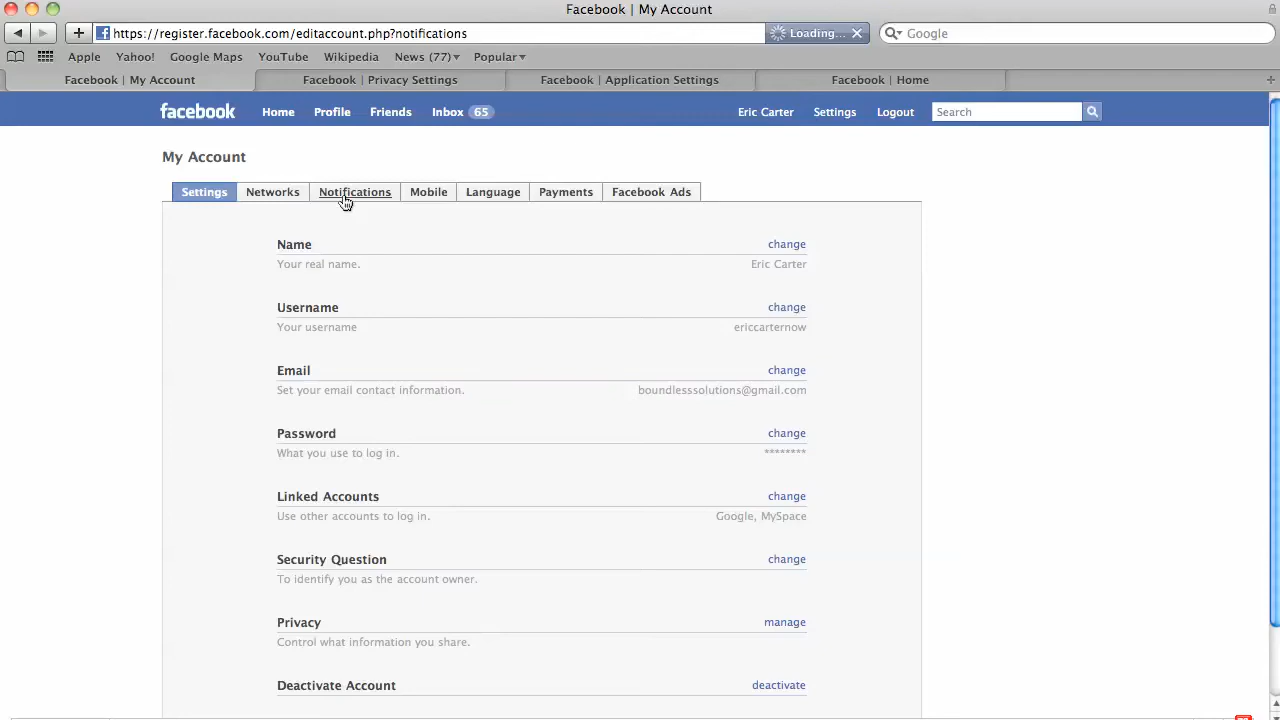 Facebook | My Account
https://register.facebook.com/editaccount.php?notifications
Loading...
Google
Apple Yahoo! Google Maps YouTube Wikipedia News (77) Popular
Facebook | My Account
Facebook | Privacy Settings
Facebook | Application Settings
Facebook | Home
facebook Home Profile Friends Inbox 65 Eric Carter Settings Logout Search
My Account
Settings Networks Notifications Mobile Language Payments Facebook Ads
Name change
Your real name. Eric Carter
Username change
Your username ericcarternow
Email change
Set your email contact information. boundlesssolutions@gmail.com
Password change
What you use to log in. ********
Linked Accounts change
Use other accounts to log in. Google, MySpace
Security Question change
To identify you as the account owner.
Privacy manage
Control what information you share.
Deactivate Account deactivate